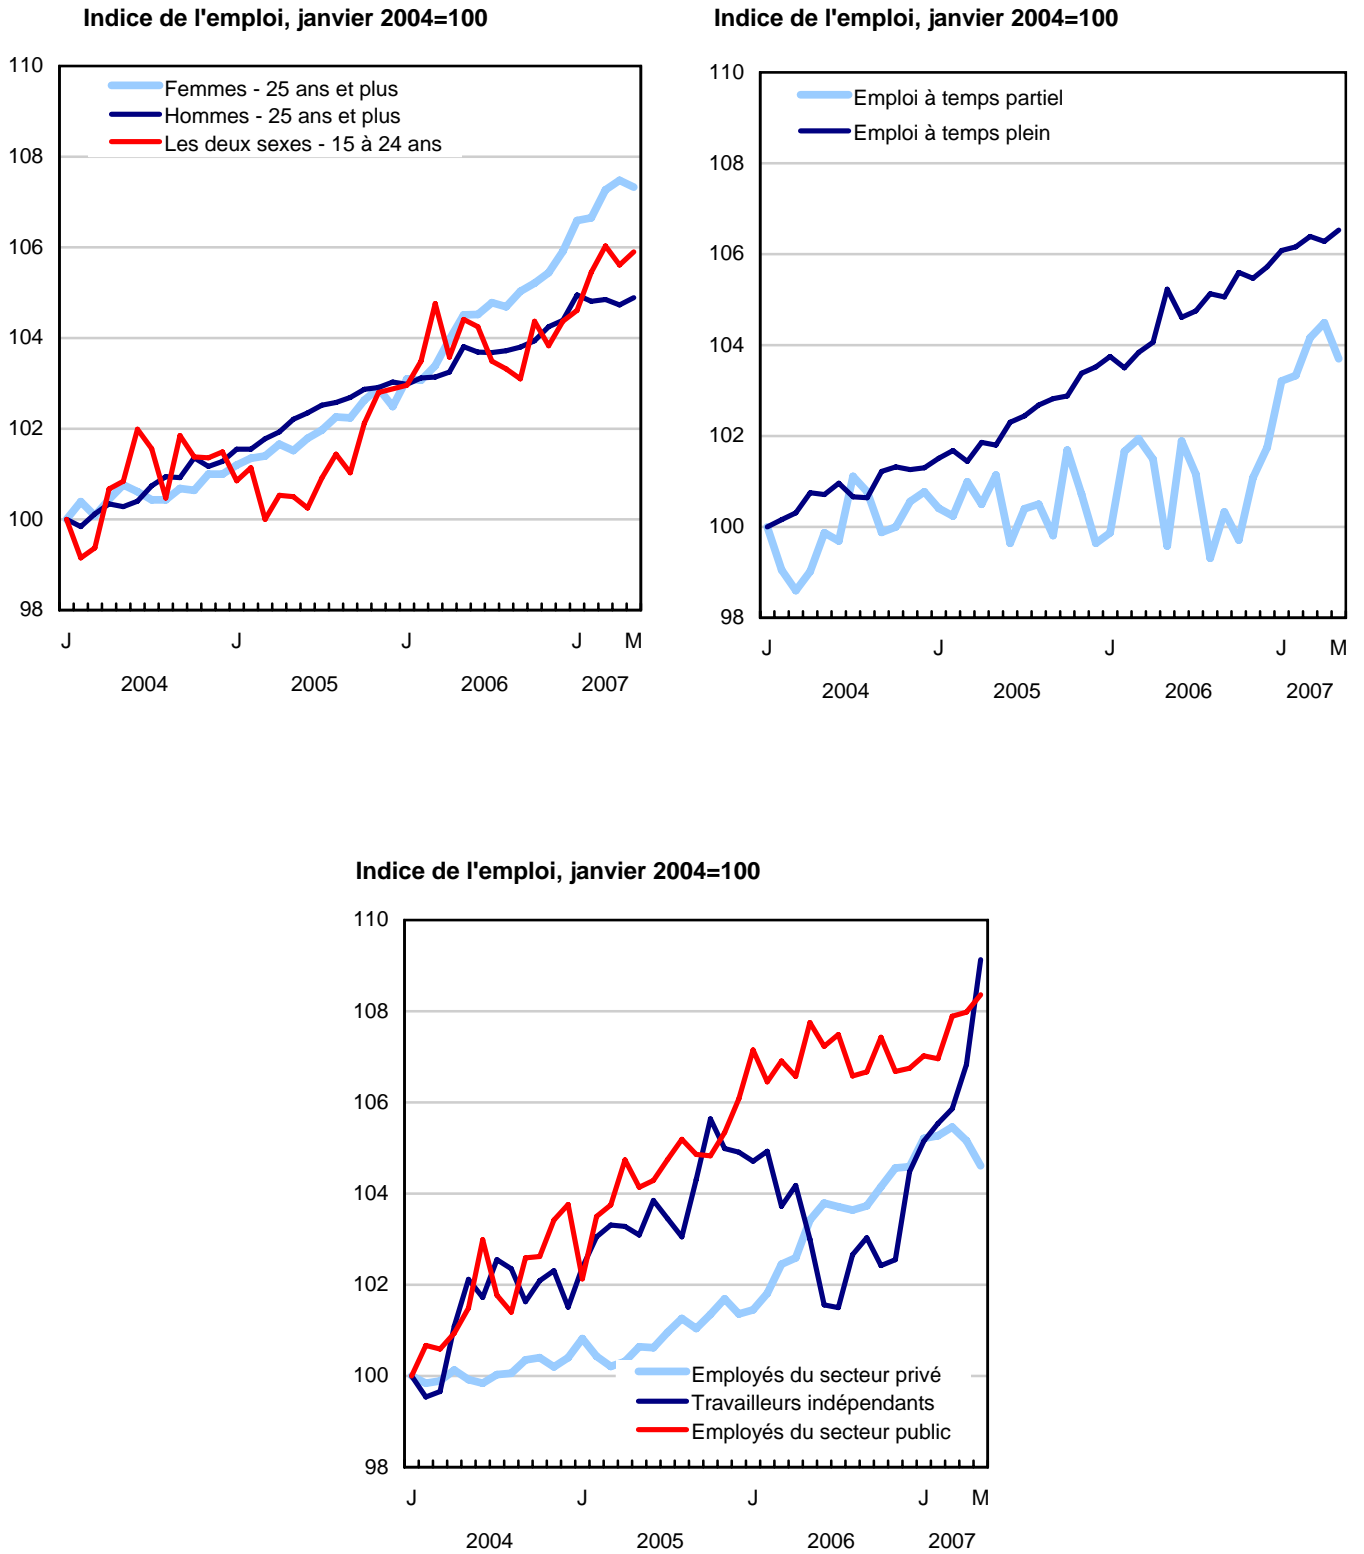 Indice de l'emploi, janvier 2004=100
110
108
106
104
102
100
98
Femmes - 25 ans et plus
Hommes - 25 ans et plus
Les deux sexes - 15 à 24 ans
J J J J M
2004 2005 2006 2007
Indice de l'emploi, janvier 2004=100
110
108
106
104
102
100
98
Emploi à temps partiel
Emploi à temps plein
J J J J M
2004 2005 2006 2007
Indice de l'emploi, janvier 2004=100
110
108
106
104
102
100
98
Employés du secteur privé
Travailleurs indépendants
Employés du secteur public
J J J J M
2004 2005 2006 2007